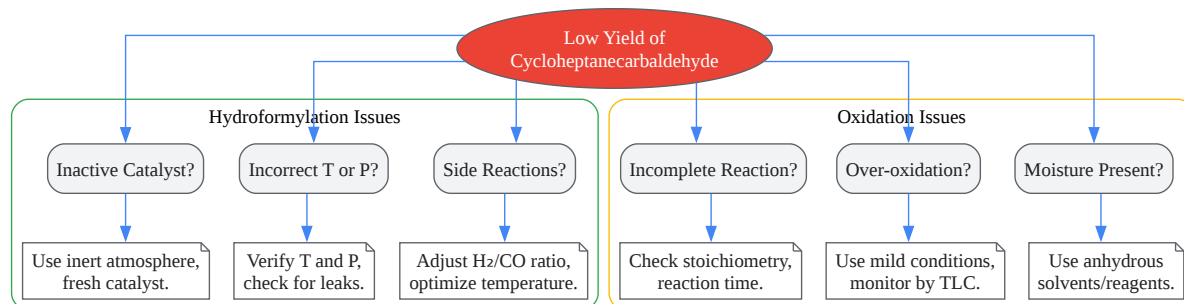 Low Yield of
Cycloheptanecarbaldehyde
Hydroformylation Issues
Oxidation Issues
Inactive Catalyst?
Incorrect T or P?
Side Reactions?
Incomplete Reaction?
Over-oxidation?
Moisture Present?
Use inert atmosphere,
fresh catalyst.
Verify T and P,
check for leaks.
Adjust H₂/CO ratio,
optimize temperature.
Check stoichiometry,
reaction time.
Use mild conditions,
monitor by TLC.
Use anhydrous
solvents/reagents.